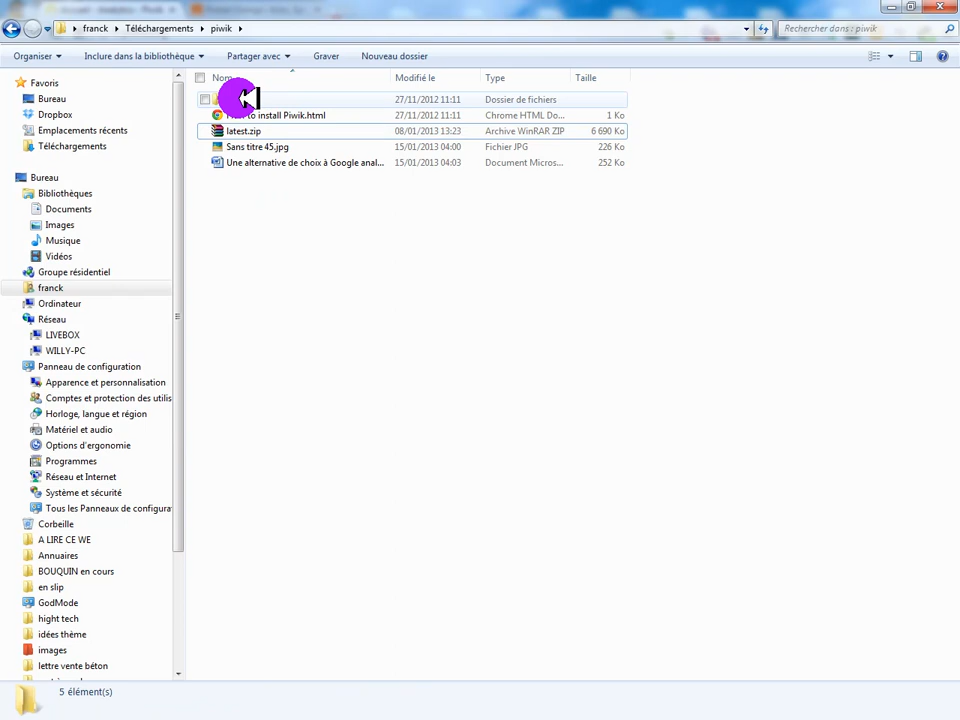 franck
Téléchargements
piwik
Rechercher dans : piwik
Organiser
Inclure dans la bibliothèque
Partager avec
Graver
Nouveau dossier
Modifié le
Type
Taille
27/11/2012 11:11 Dossier de fichiers
to install Piwik.html 27/11/2012 11:11 Chrome HTML Do... 1 Ko
latest.zip 08/01/2013 13:23 Archive WinRAR ZIP 6 690 Ko
Sans titre 45.jpg 15/01/2013 04:00 Fichier JPG 226 Ko
Une alternative de choix à Google anal... 15/01/2013 04:03 Document Micros... 252 Ko
Favoris
Bureau
Dropbox
Emplacements récents
Téléchargements
Bureau
Bibliothèques
Documents
Images
Musique
Vidéos
Groupe résidentiel
franck
Ordinateur
Réseau
LIVEBOX
WILLY-PC
Panneau de configuration
Apparence et personnalisation
Comptes et protection des utilis
Horloge, langue et région
Matériel et audio
Options d'ergonomie
Programmes
Réseau et Internet
Système et sécurité
Tous les Panneaux de configura
Corbeille
A LIRE CE WE
Annuaires
BOUQUIN en cours
en slip
GodMode
hight tech
idées thème
images
lettre vente béton
5 élément(s)